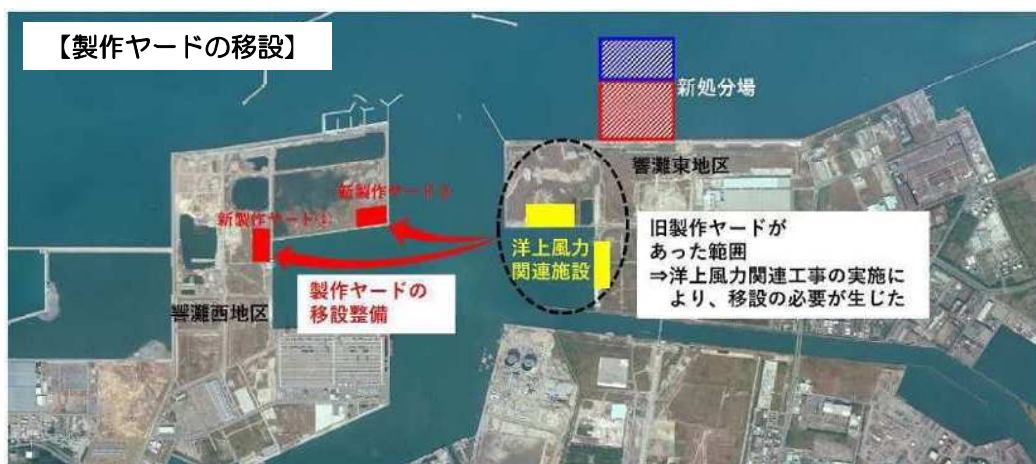 【製作ヤードの移設】
新処分場
響灘東地区
新製作ヤード
新製作ヤード
洋上風力
関連施設
旧製作ヤードが
あった範囲
⇒洋上風力関連工事の実施に
より、移設の必要が生じた
製作ヤードの
移設整備
響灘西地区